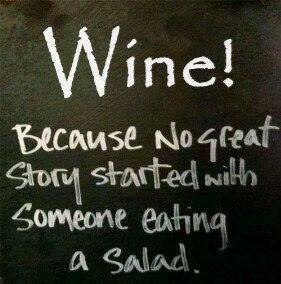 Wine!
Because No great
Story started with
Someone eating
a Salad.